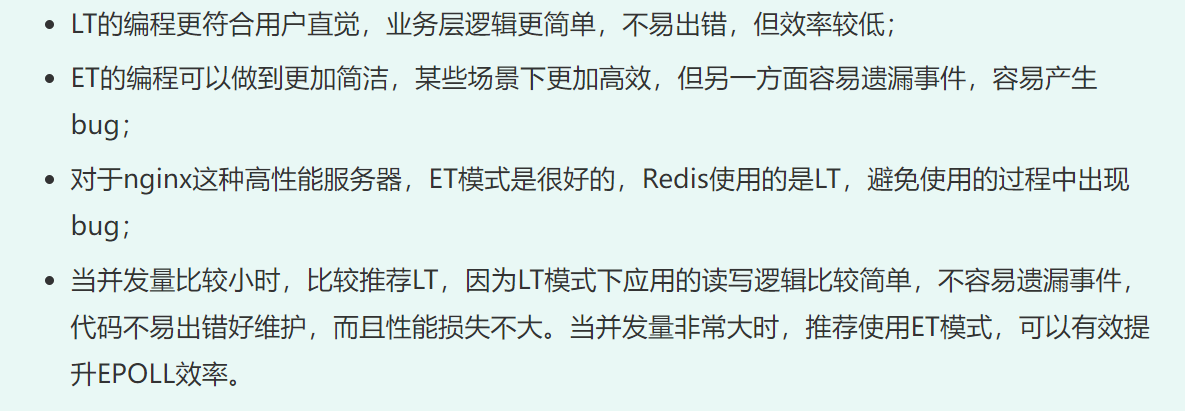 LT的编程更符合用户直觉，业务层逻辑更简单，不易出错，但效率较低；
ET的编程可以做到更加简洁，某些场景下更加高效，但另一方面容易遗漏事件，容易产生
bug；
对于nginx这种高性能服务器，ET模式是很好的，Redis使用的是LT，避免使用的过程中出现
bug；
当并发量比较小时，比较推荐LT，因为LT模式下应用的读写逻辑比较简单，不容易遗漏事件，
代码不易出错好维护，而且性能损失不大。当并发量非常大时，推荐使用ET模式，可以有效提
升EPOLL效率。